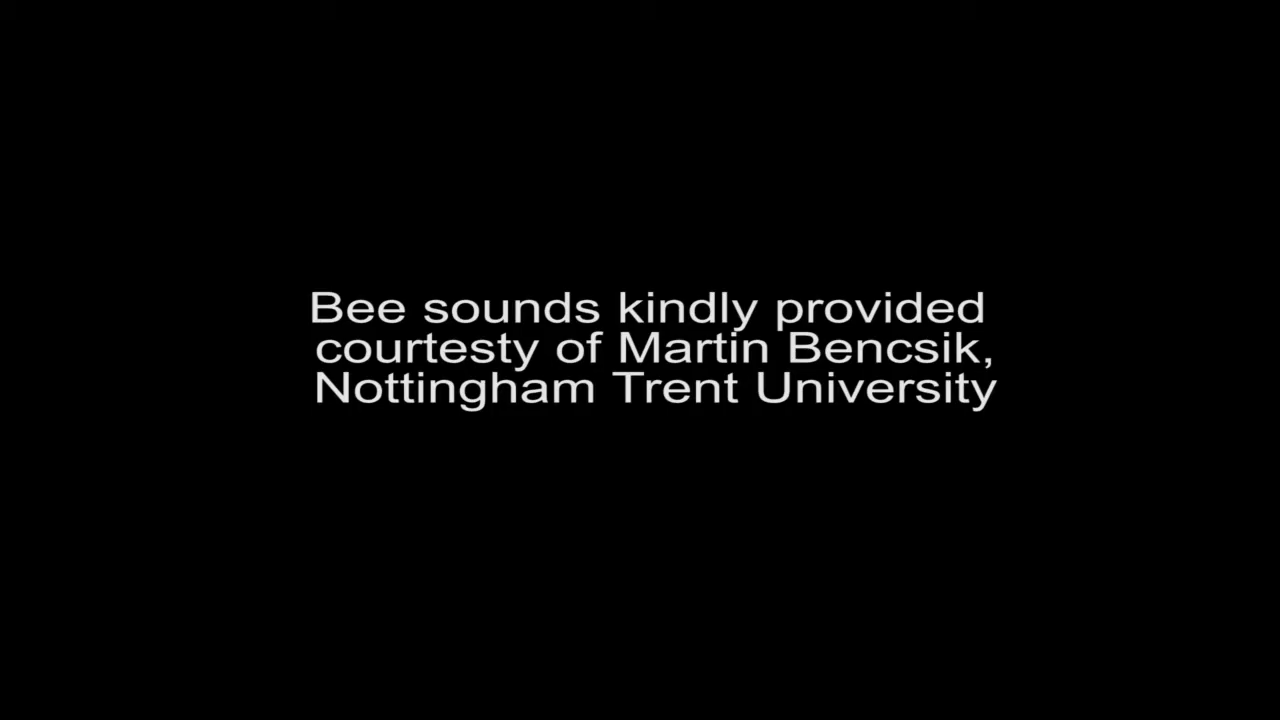 Bee sounds kindly provided
courtesty of Martin Bencsik,
Nottingham Trent University